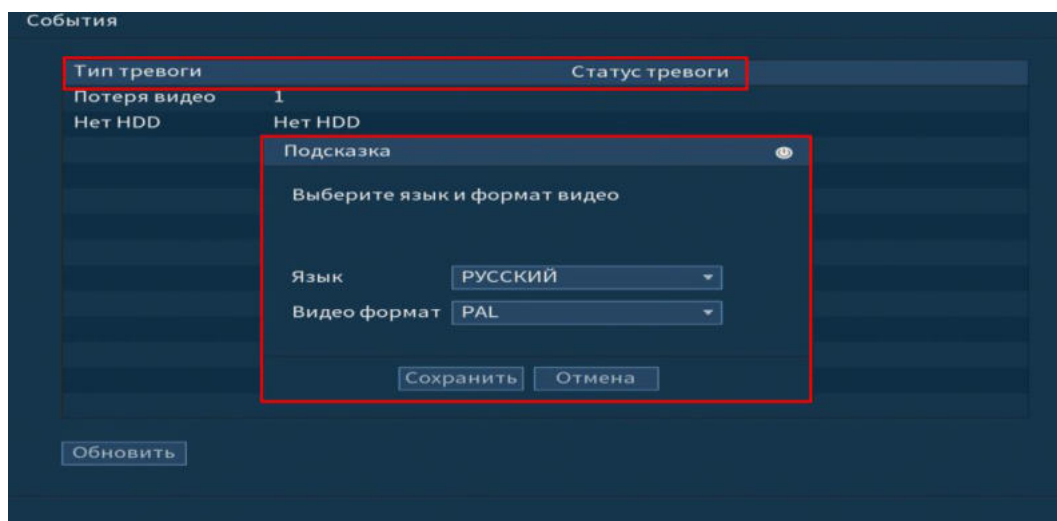 События
Тип тревоги Статус тревоги
Потеря видео 1
Нет HDD Нет HDD
Подсказка
Выберите язык и формат видео
Язык РУССКИЙ
Видео формат PAL
Сохранить Отмена
Обновить